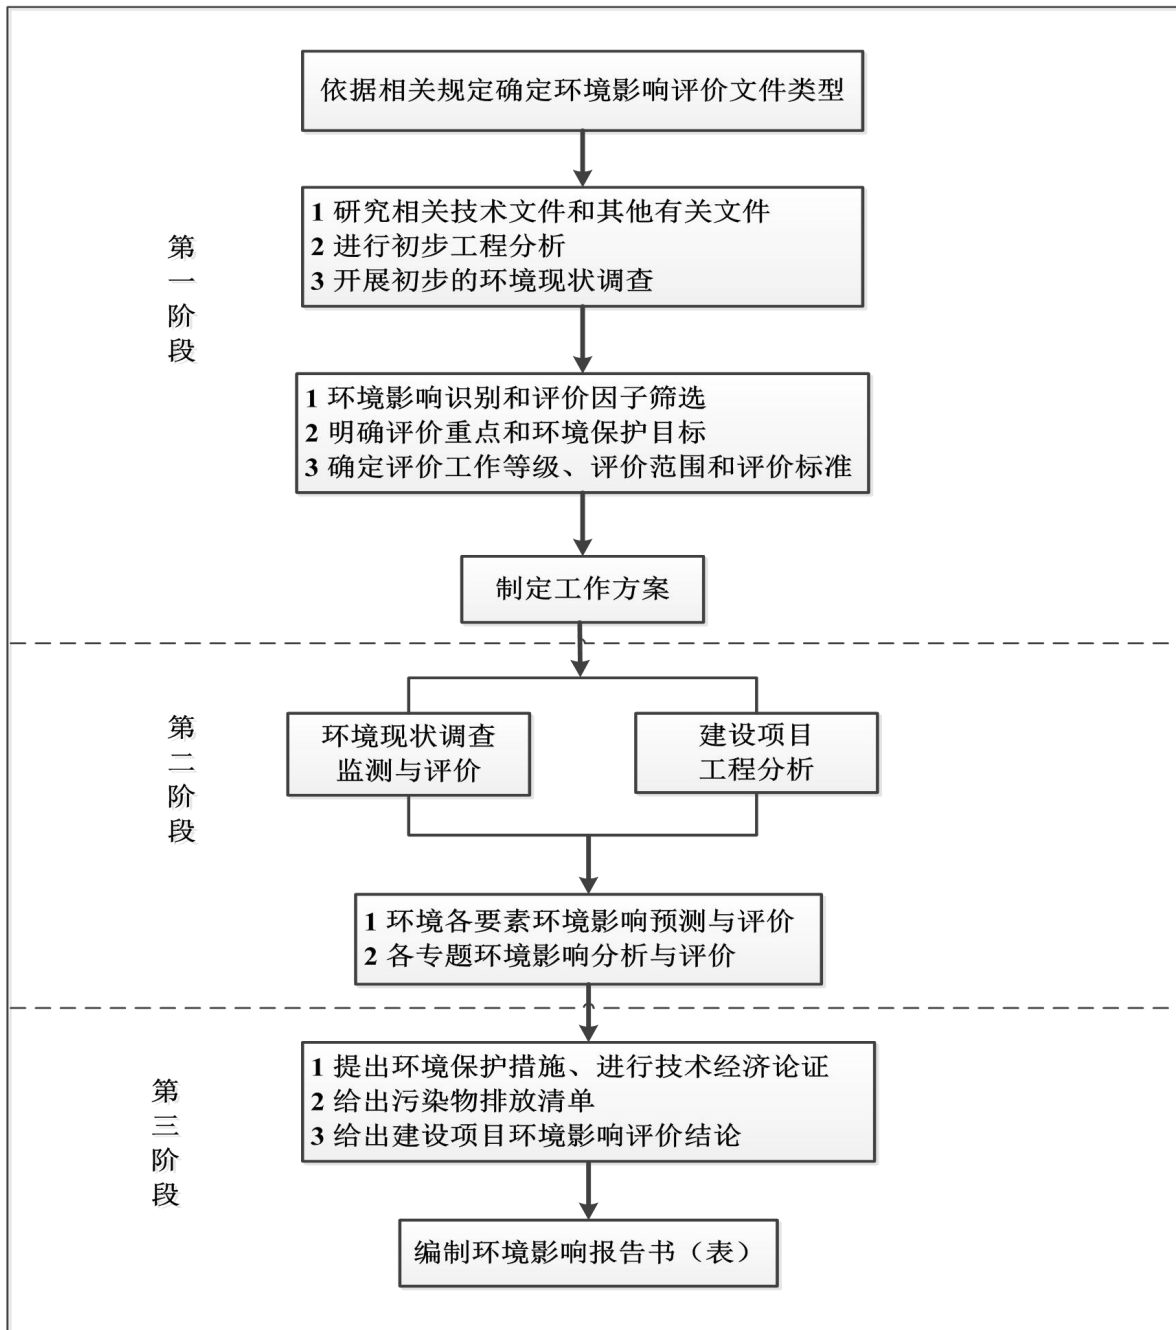 依据相关规定确定环境影响评价文件类型
第一阶段
1 研究相关技术文件和其他有关文件
2 进行初步工程分析
3 开展初步的环境现状调查
1 环境影响识别和评价因子筛选
2 明确评价重点和环境保护目标
3 确定评价工作等级、评价范围和评价标准
制定工作方案
第二阶段
环境现状调查
监测与评价
建设项目
工程分析
1 环境各要素环境影响预测与评价
2 各专题环境影响分析与评价
第三阶段
1 提出环境保护措施、进行技术经济论证
2 给出污染物排放清单
3 给出建设项目环境影响评价结论
编制环境影响报告书（表）